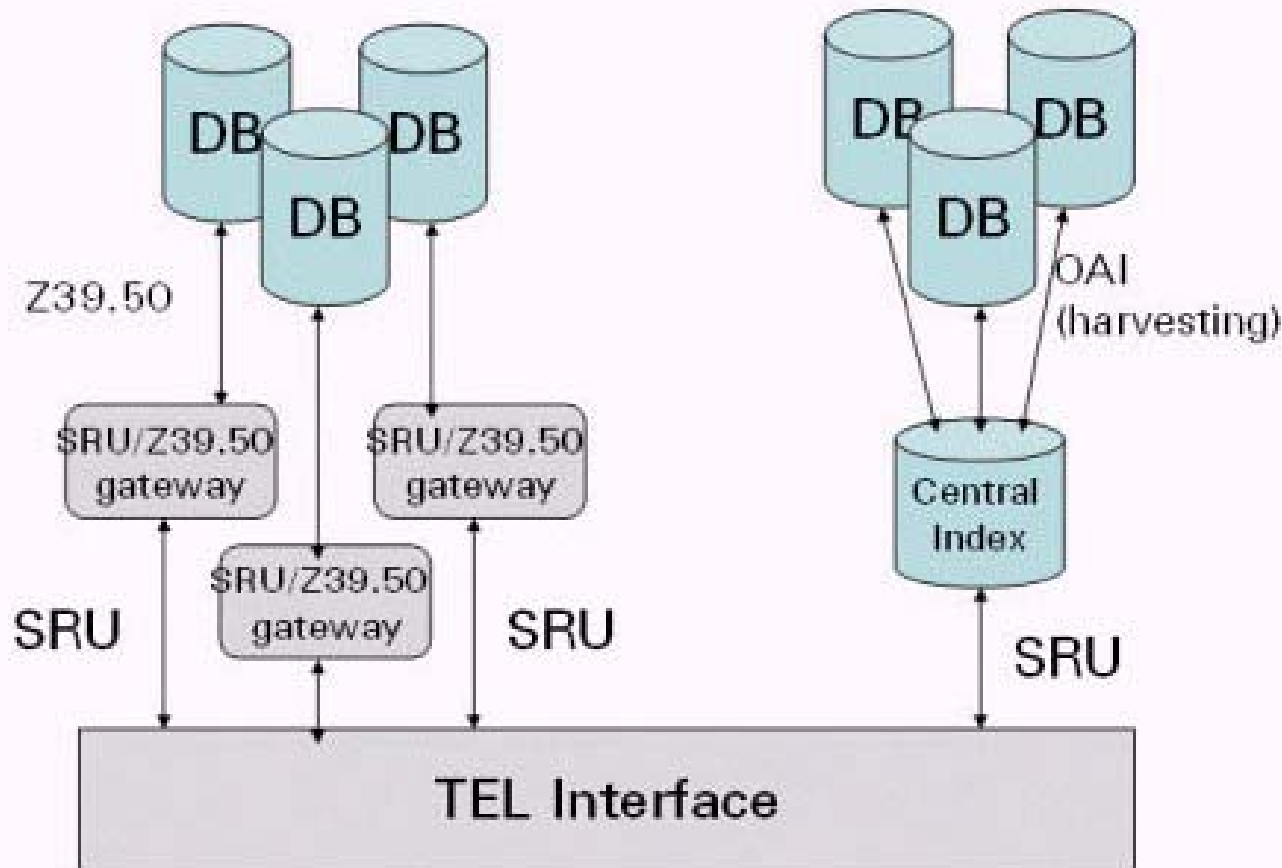 DB
DB
DB
DB
DB
DB
Z39.50
OAI
(harvesting)
SRU/Z39.50
gateway
SRU/Z39.50
gateway
SRU/Z39.50
gateway
Central
Index
SRU
SRU
SRU
TEL Interface